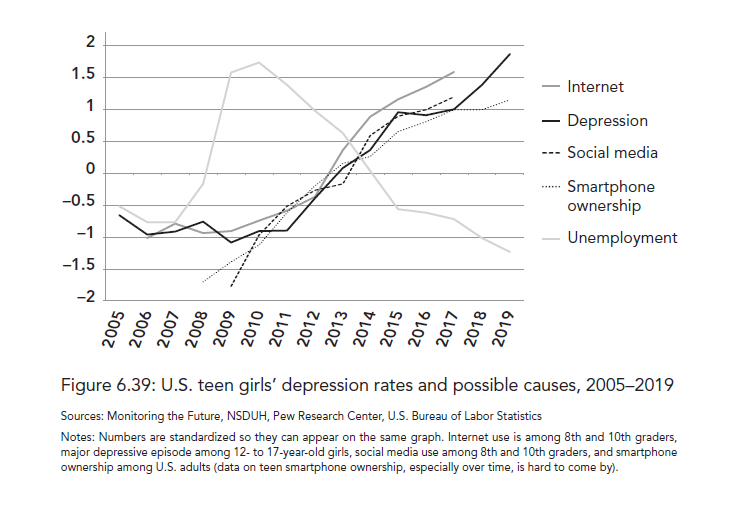 2
1.5
1
0.5
0
–0.5
–1
–1.5
–2
Internet
Depression
Social media
Smartphone
ownership
Unemployment
2005 2006 2007 2008 2009 2010 2011 2012 2013 2014 2015 2016 2017 2018 2019
Figure 6.39: U.S. teen girls’ depression rates and possible causes, 2005–2019
Sources: Monitoring the Future, NSDUH, Pew Research Center, U.S. Bureau of Labor Statistics
Notes: Numbers are standardized so they can appear on the same graph. Internet use is among 8th and 10th graders,
major depressive episode among 12- to 17-year-old girls, social media use among 8th and 10th graders, and smartphone
ownership among U.S. adults (data on teen smartphone ownership, especially over time, is hard to come by).